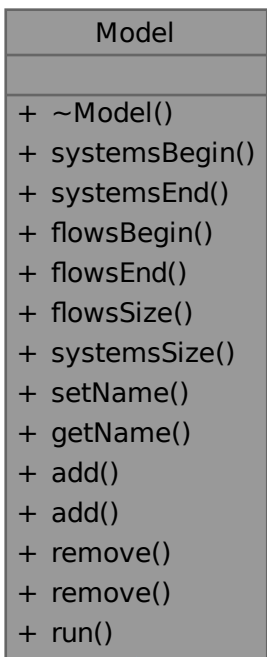 Model
+ ~Model()
+ systemsBegin()
+ systemsEnd()
+ flowsBegin()
+ flowsEnd()
+ flowsSize()
+ systemsSize()
+ setName()
+ getName()
+ add()
+ add()
+ remove()
+ remove()
+ run()